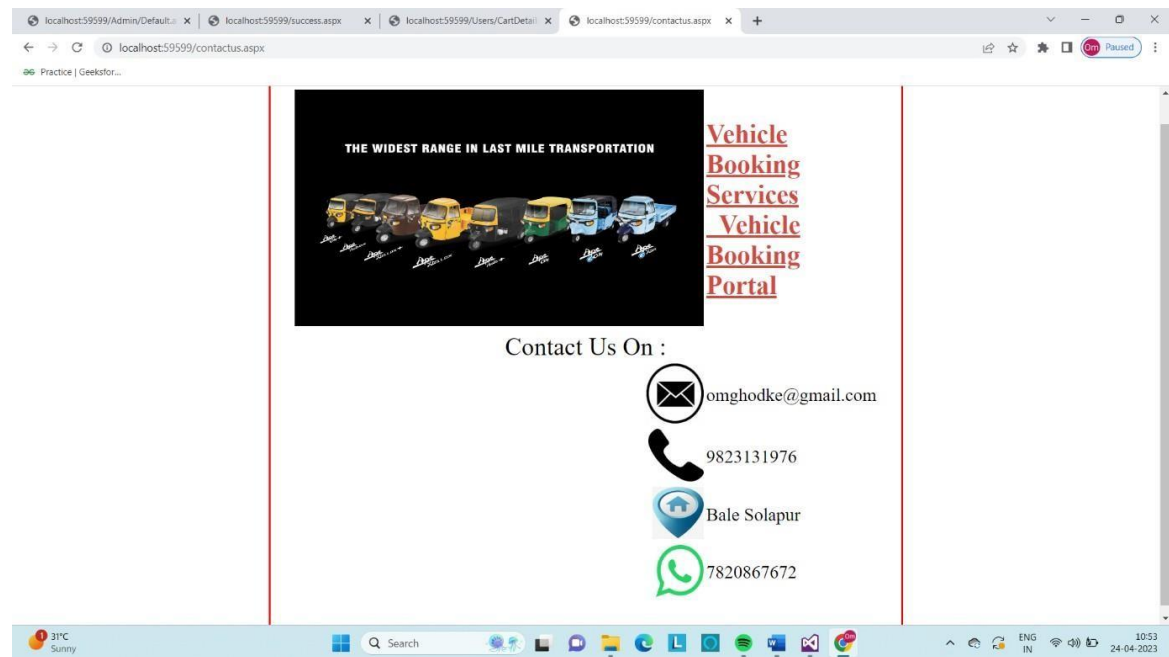 localhost:59599/Admin/Default.a
localhost:59599/success.aspx
localhost:59599/Users/CartDetail
localhost:59599/contactus.aspx
localhost:59599/contactus.aspx
Om
Paused
Practice | Geeksfor...
THE WIDEST RANGE IN LAST MILE TRANSPORTATION
Vehicle
Booking
Services
Vehicle
Booking
Portal
Contact Us On :
omghodke@gmail.com
9823131976
Bale Solapur
7820867672
1
31°C
Sunny
Search
ENG
IN
10:53
24-04-2023